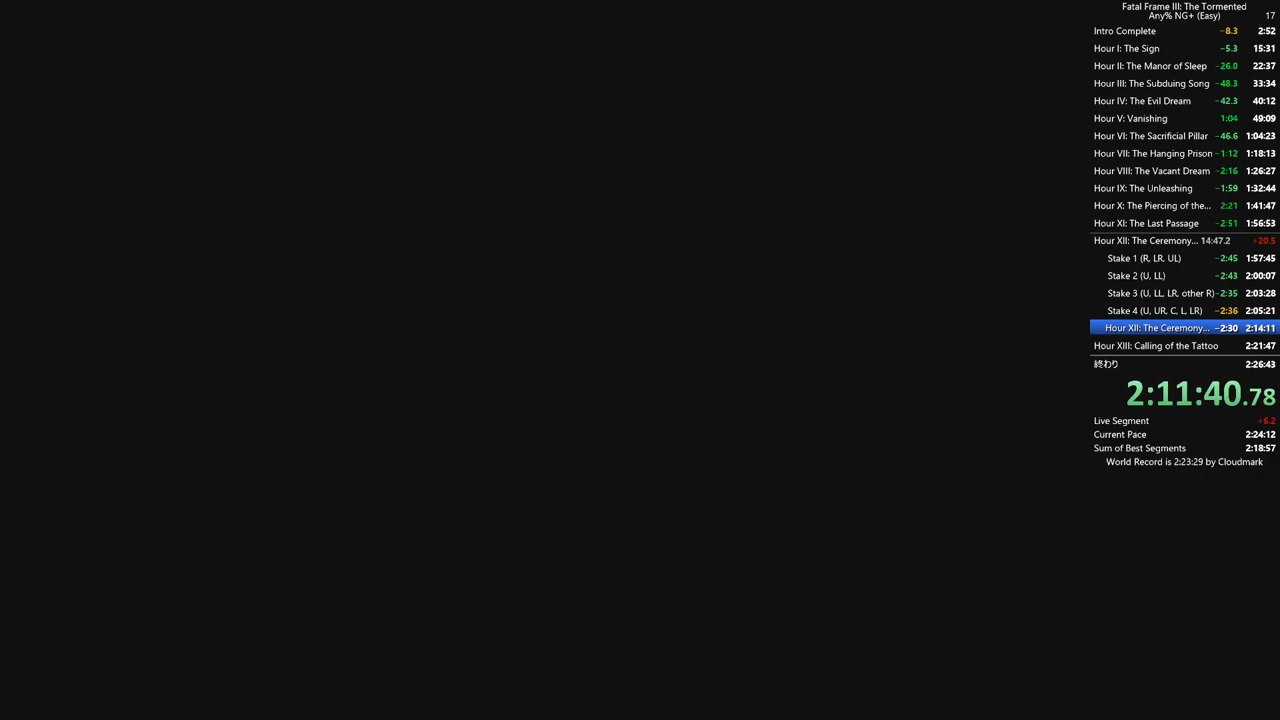 Fatal Frame III: The Tormented
Any% NG+ (Easy) 17
Intro Complete −8.3 2:52
Hour I: The Sign −5.3 15:31
Hour II: The Manor of Sleep −26.0 22:37
Hour III: The Subduing Song −48.3 33:34
Hour IV: The Evil Dream −42.3 40:12
Hour V: Vanishing 1:04 49:09
Hour VI: The Sacrificial Pillar −46.6 1:04:23
Hour VII: The Hanging Prison −1:12 1:18:13
Hour VIII: The Vacant Dream −2:16 1:26:27
Hour IX: The Unleashing −1:59 1:32:44
Hour X: The Piercing of the... 2:21 1:41:47
Hour XI: The Last Passage −2:51 1:56:53
Hour XII: The Ceremony... 14:47.2 +20.5
Stake 1 (R, LR, UL) −2:45 1:57:45
Stake 2 (U, LL) −2:43 2:00:07
Stake 3 (U, LL, LR, other R) −2:35 2:03:28
Stake 4 (U, UR, C, L, LR) −2:36 2:05:21
Hour XII: The Ceremony... −2:30 2:14:11
Hour XIII: Calling of the Tattoo 2:21:47
終わり 2:26:43
2:11:40.78
Live Segment +6.2
Current Pace 2:24:12
Sum of Best Segments 2:18:57
World Record is 2:23:29 by Cloudmark